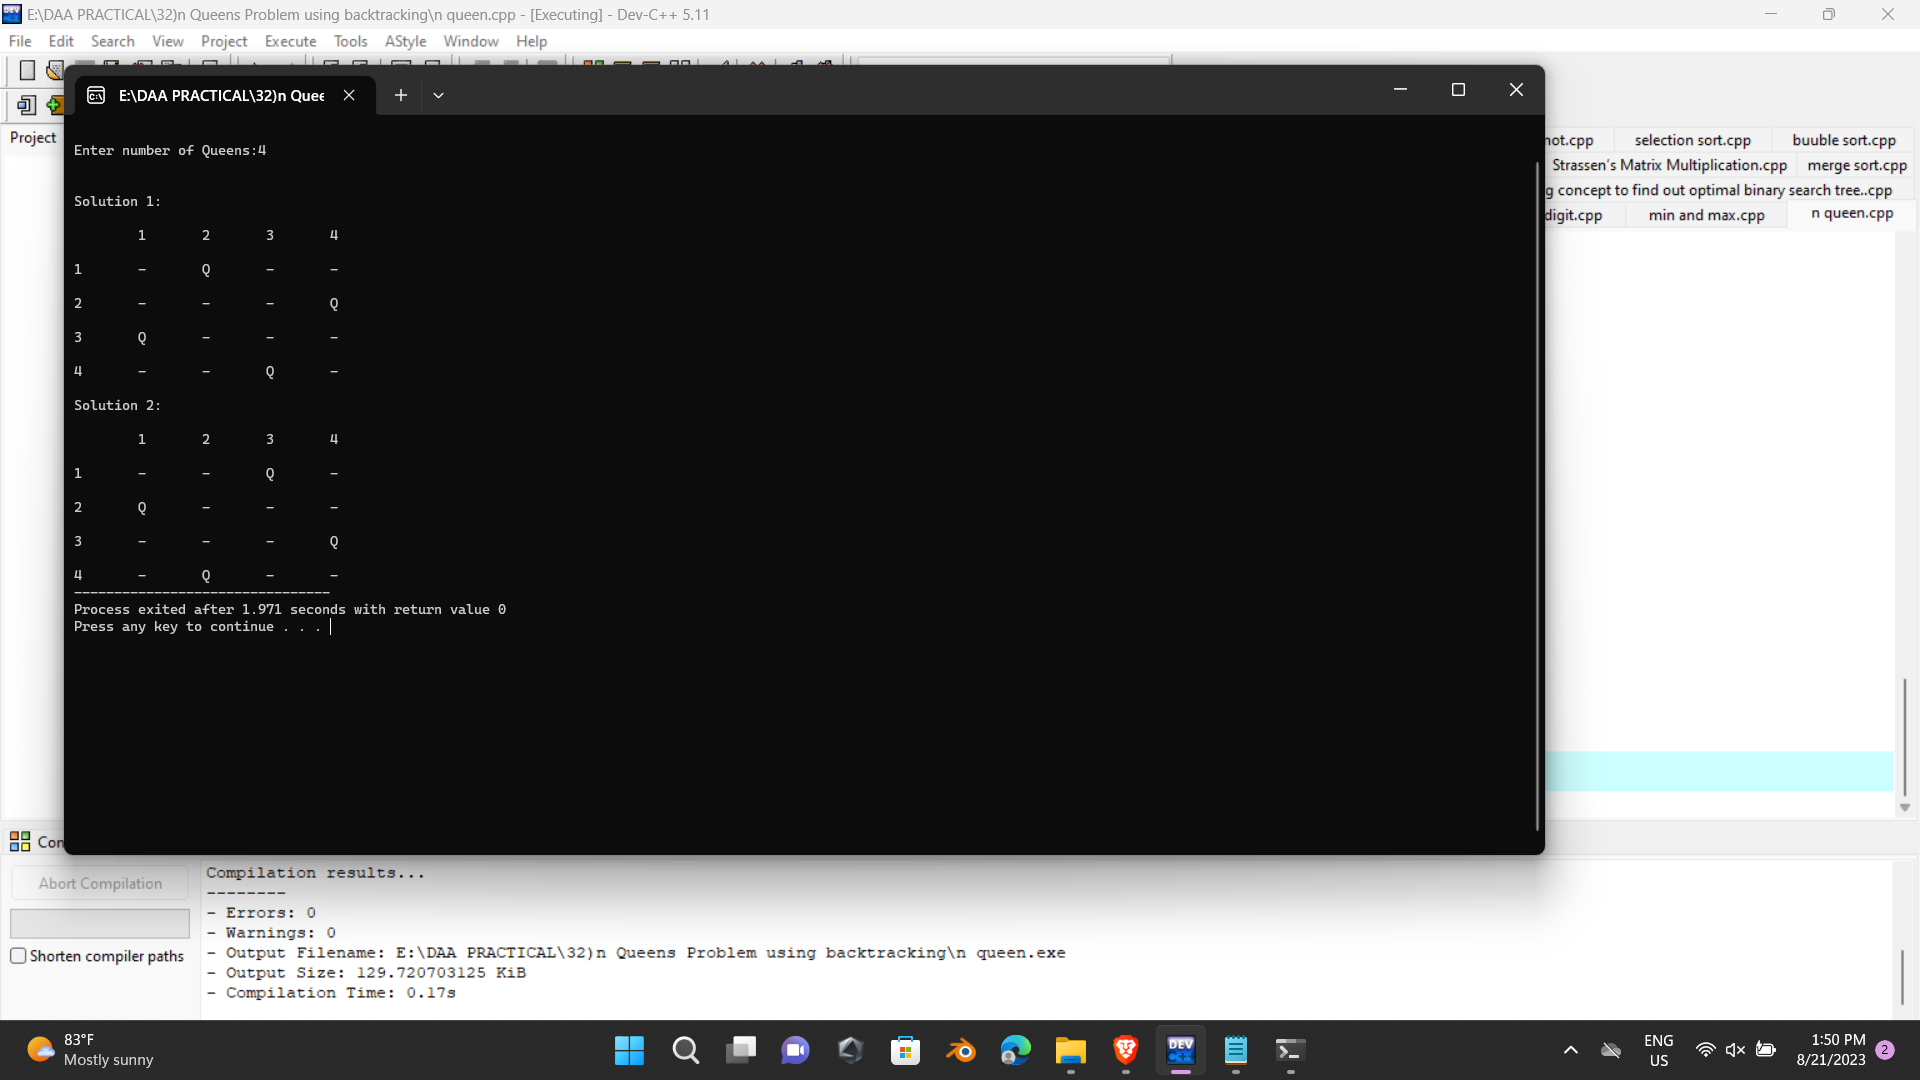 E:\DAA PRACTICAL\32)n Queens Problem using backtracking\n queen.cpp - [Executing] - Dev-C++ 5.11
File Edit Search View Project Execute Tools AStyle Window Help
E:\DAA PRACTICAL\32)n Quee
Project
not.cpp selection sort.cpp buuble sort.cpp
Strassen's Matrix Multiplication.cpp merge sort.cpp
g concept to find out optimal binary search tree..cpp
digit.cpp min and max.cpp n queen.cpp
Enter number of Queens:4
Solution 1:
1 2 3 4
1 - Q - -
2 - - - Q
3 Q - - -
4 - - Q -
Solution 2:
1 2 3 4
1 - - Q -
2 Q - - -
3 - - - Q
4 - Q - -
--------------------------------
Process exited after 1.971 seconds with return value 0
Press any key to continue . . .
Con
Abort Compilation
Shorten compiler paths
Compilation results...
--------
- Errors: 0
- Warnings: 0
- Output Filename: E:\DAA PRACTICAL\32)n Queens Problem using backtracking\n queen.exe
- Output Size: 129.720703125 KiB
- Compilation Time: 0.17s
83°F
Mostly sunny
DEV C++
ENG
US
1:50 PM
8/21/2023
2